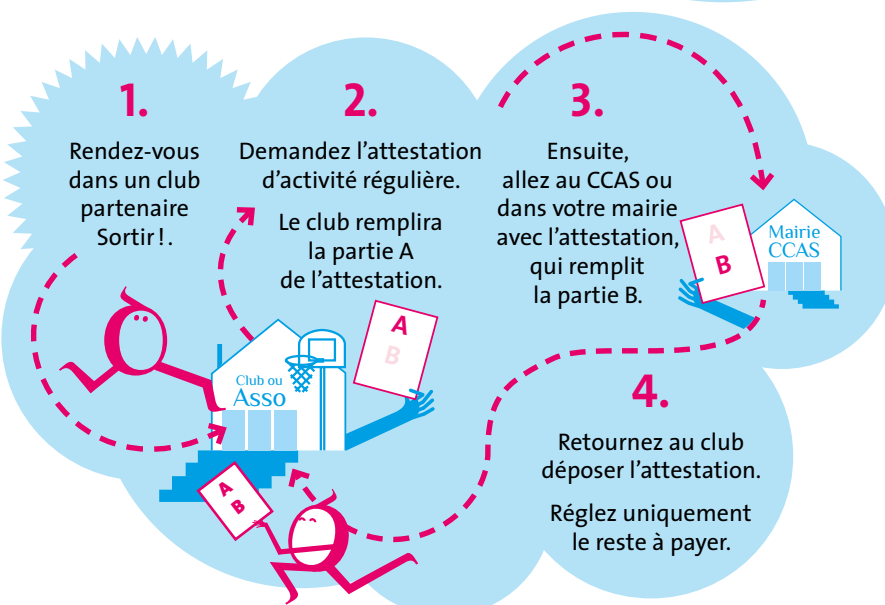 1.
Rendez-vous
dans un club
partenaire
Sortir !.
2.
Demandez l’attestation
d’activité régulière.
Le club remplira
la partie A
de l’attestation.
3.
Ensuite,
allez au CCAS ou
dans votre mairie
avec l’attestation,
qui remplit
la partie B.
A
B
Mairie
CCAS
A
B
Club ou
Asso
4.
Retournez au club
déposer l’attestation.
Réglez uniquement
le reste à payer.
A
B